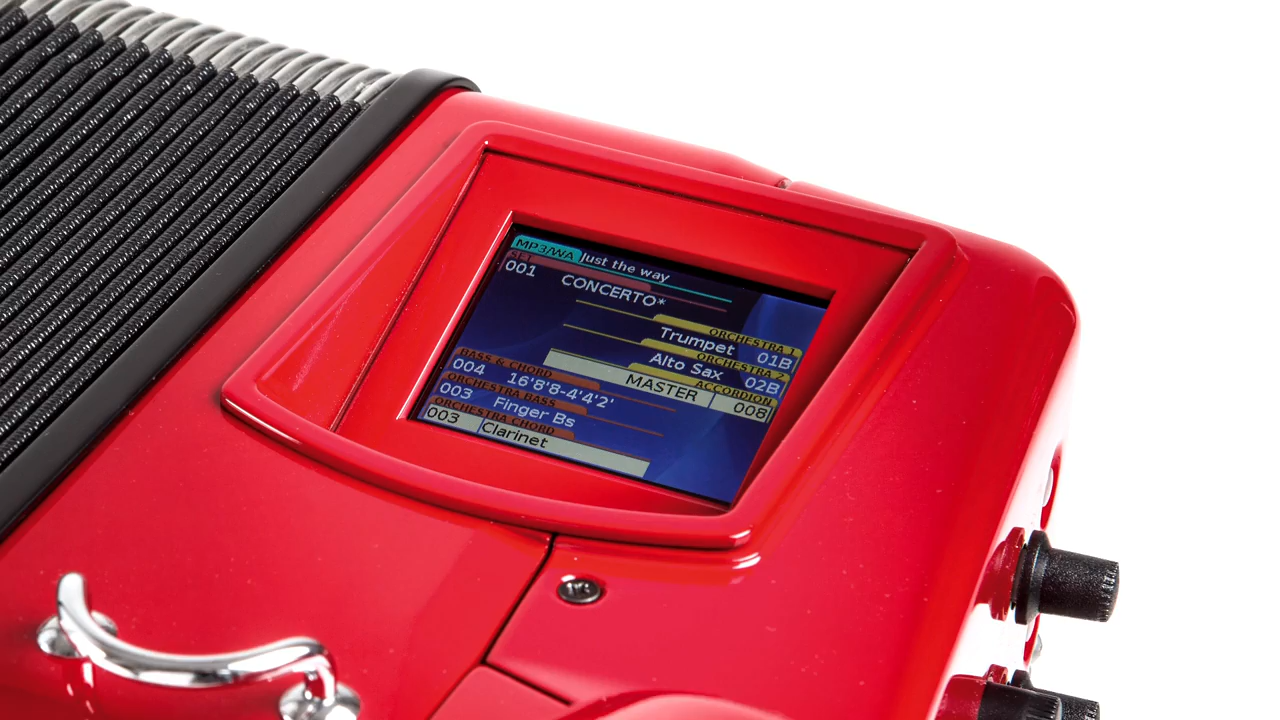 MP3/WA Just the way
SET
001 CONCERTO*
ORCHESTRA 1
Trumpet 01B
ORCHESTRA 2
Alto Sax 02B
ACCORDION
MASTER 008
BASS & CHORD
004 16'8'8-4'4'2'
ORCHESTRA BASS
003 Finger Bs
ORCHESTRA CHORD
003 Clarinet